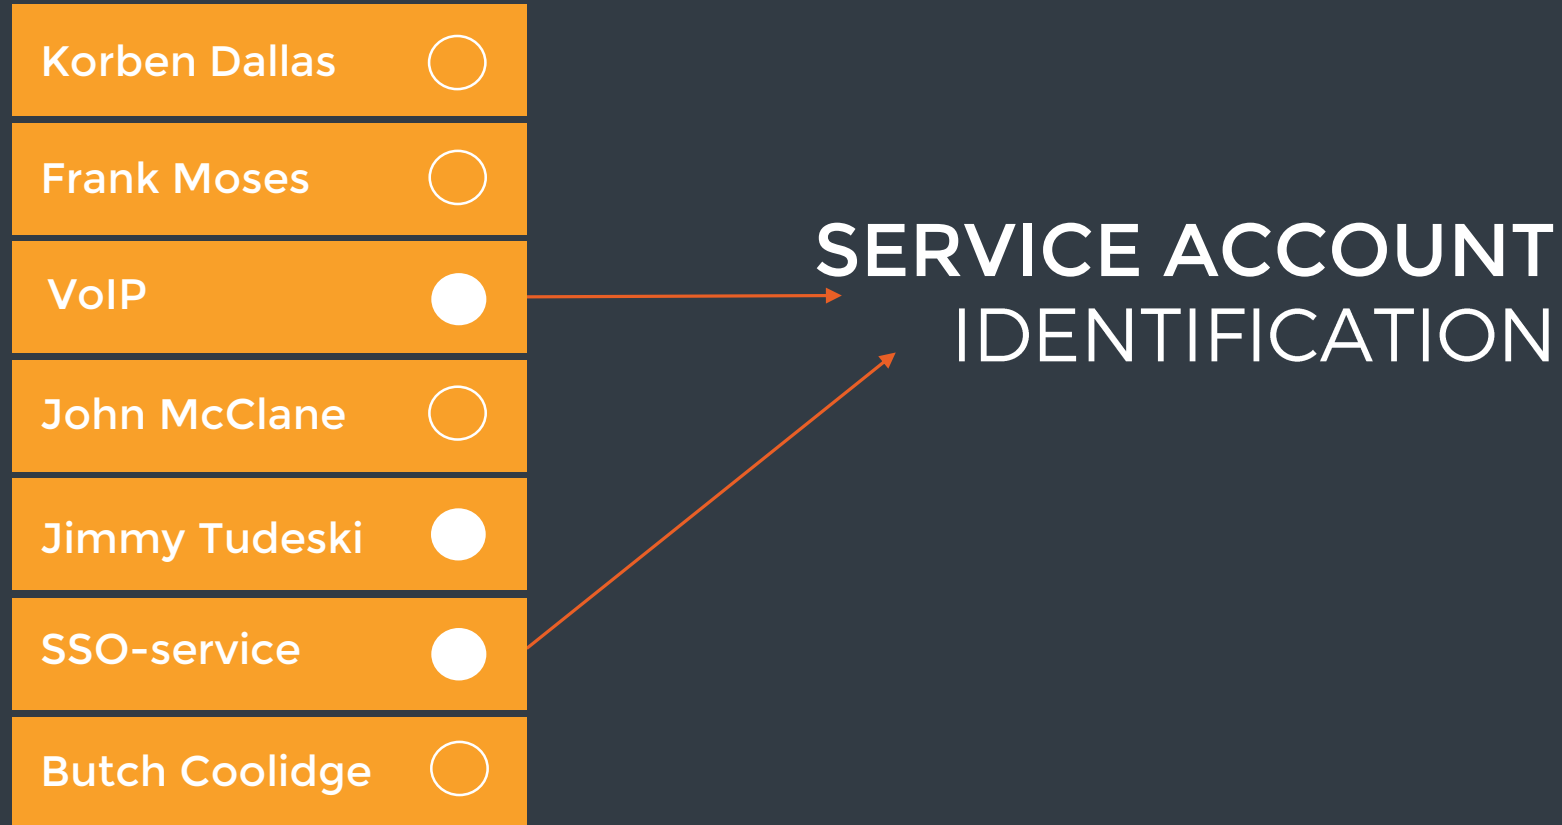 Korben Dallas
Frank Moses
VoIP
John McClane
Jimmy Tudeski
SSO-service
Butch Coolidge
SERVICE ACCOUNT
IDENTIFICATION